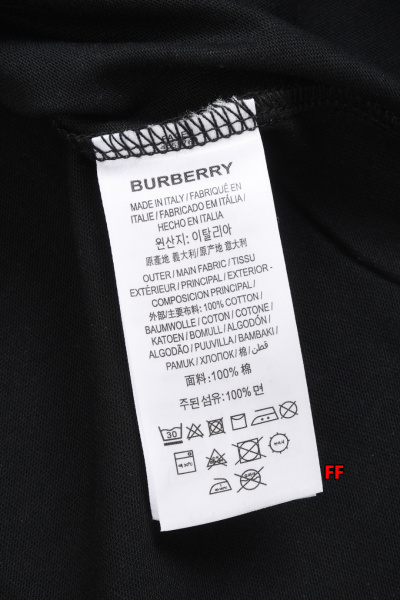 BURBERRY
MADE IN ITALY / FABRIQUÉ EN
ITALIE / FABRICADO EM ITÁLIA /
HECHO EN ITALIA
원산지: 이탈리아
原產地 義大利/原产地 意大利
OUTER / MAIN FABRIC / TISSU
EXTÉRIEUR / PRINCIPAL / EXTERIOR -
COMPOSICION PRINCIPAL /
外部/主要布料: 100% COTTON /
BAUMWOLLE / COTON / COTONE /
KATOEN / BOMULL / ALGODÓN /
ALGODÃO / PUUVILLA / BAMBAKI /
PAMUK / ХЛОПОК / 棉 / قطن /
面料:100% 棉
주된 섬유: 100% 면
30
FF